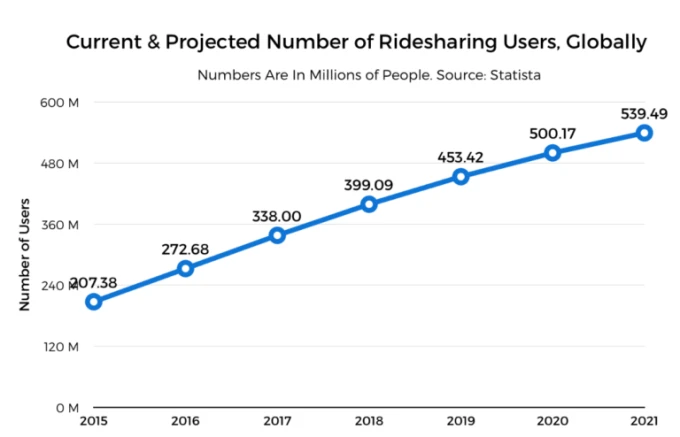 Current & Projected Number of Ridesharing Users, Globally
Numbers Are In Millions of People. Source: Statista
600 M
539.49
500.17
480 M
453.42
399.09
360 M
338.00
272.68
240 M
207.38
120 M
0 M
Number of Users
2015 2016 2017 2018 2019 2020 2021